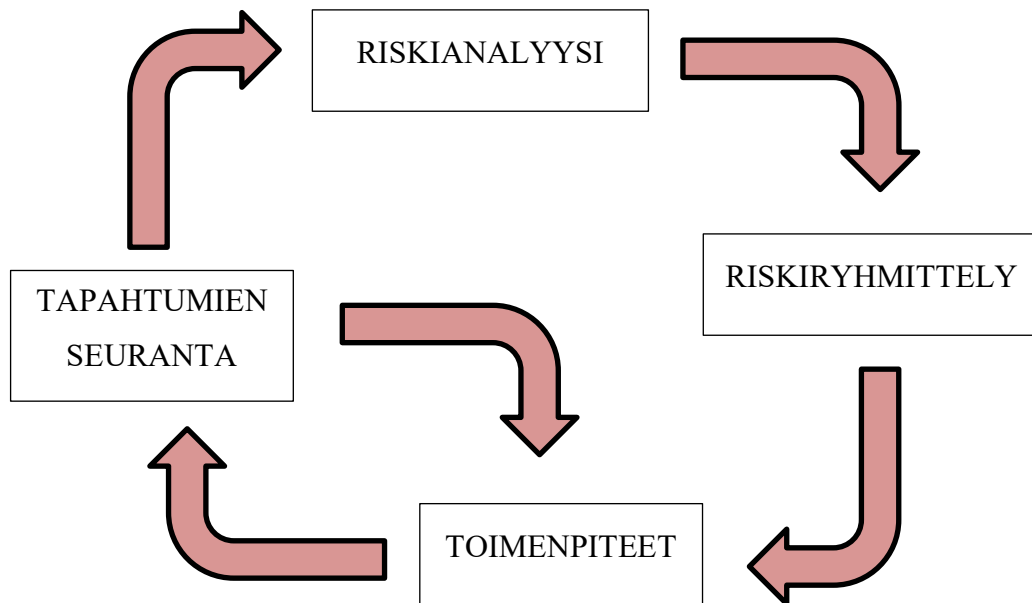 RISKIANALYYSI
RISKIRYHMITTELY
TAPAHTUMIEN
SEURANTA
TOIMENPITEET